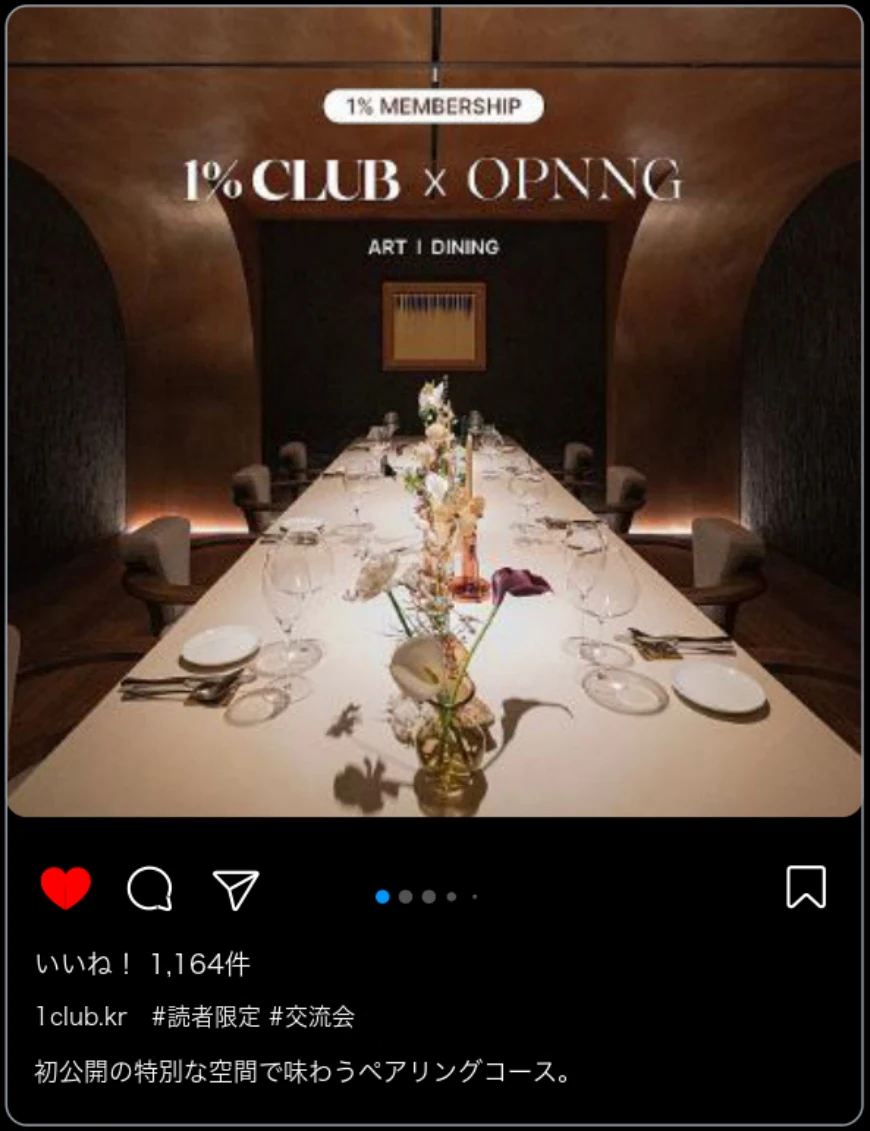 1% MEMBERSHIP
1% CLUB x OPNNG
ART | DINING
いいね！ 1,164件
1club.kr #読者限定 #交流会
初公開の特別な空間で味わうペアリングコース。